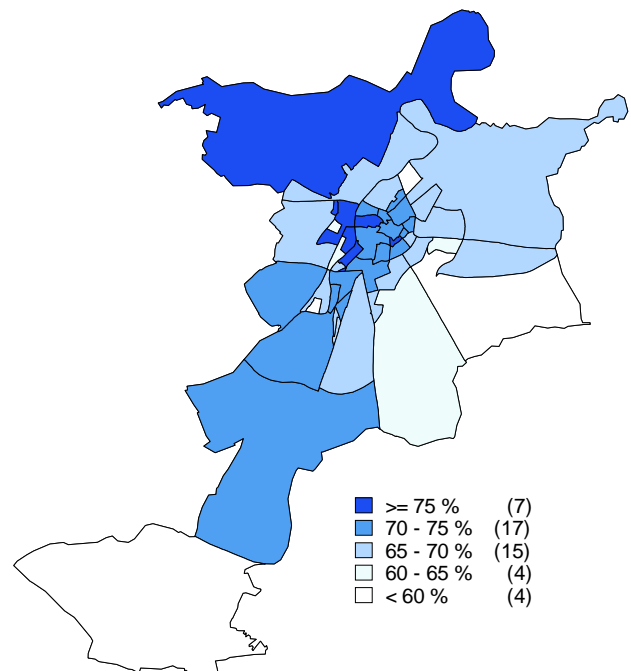 >= 75 % (7)
70 - 75 % (17)
65 - 70 % (15)
60 - 65 % (4)
< 60 % (4)